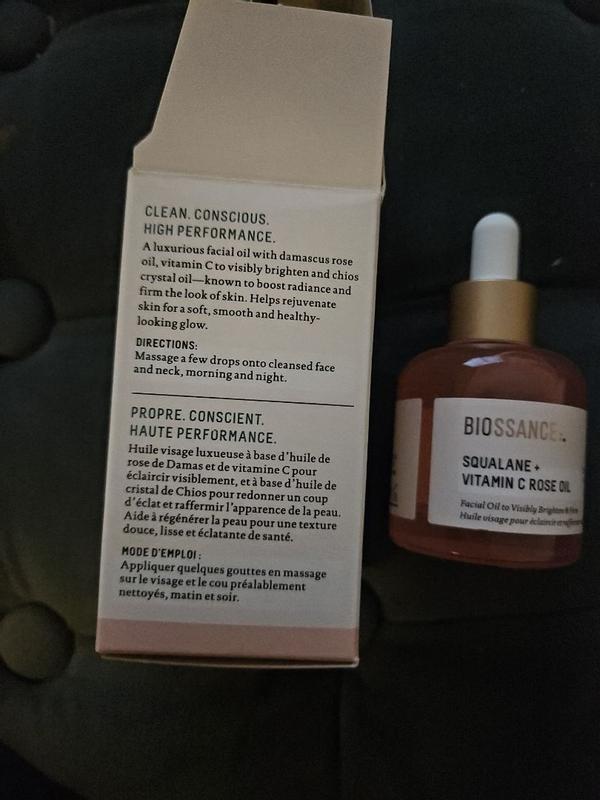 CLEAN. CONSCIOUS.
HIGH PERFORMANCE.
A luxurious facial oil with damascus rose
oil, vitamin C to visibly brighten and chios
crystal oil—known to boost radiance and
firm the look of skin. Helps rejuvenate
skin for a soft, smooth and healthy-
looking glow.
DIRECTIONS:
Massage a few drops onto cleansed face
and neck, morning and night.
PROPRE. CONSCIENT.
HAUTE PERFORMANCE.
Huile visage luxueuse à base d'huile de
rose de Damas et de vitamine C pour
éclaircir visiblement, et à base d'huile de
cristal de Chios pour redonner un coup
d'éclat et raffermir l'apparence de la peau.
Aide à régénérer la peau pour une texture
douce, lisse et éclatante de santé.
MODE D'EMPLOI :
Appliquer quelques gouttes en massage
sur le visage et le cou préalablement
nettoyés, matin et soir.
BIOSSANCE
SQUALANE +
VITAMIN C ROSE OIL
Facial Oil to Visibly Brighten &
Huile visage pour éclaircir et